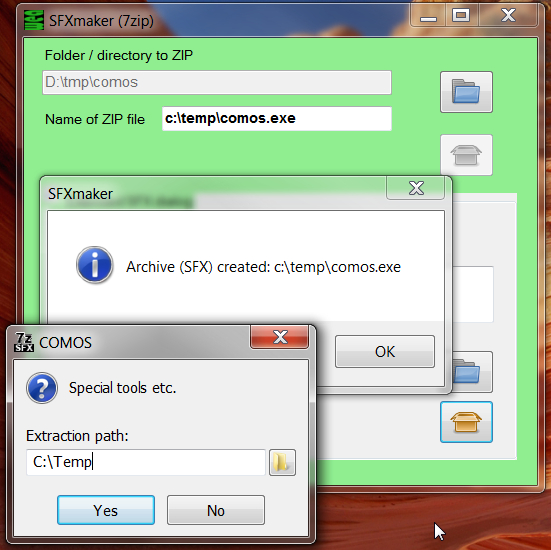 SFXmaker (7zip)
Folder / directory to ZIP
D:\tmp\comos
Name of ZIP file
c:\temp\comos.exe
SFXmaker
Archive (SFX) created: c:\temp\comos.exe
OK
7z
SFX
COMOS
Special tools etc.
Extraction path:
C:\Temp
Yes
No